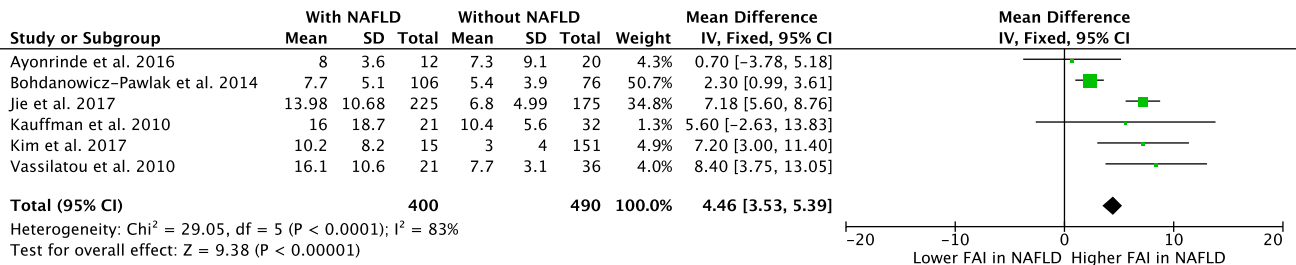 With NAFLD Without NAFLD Mean Difference Mean Difference
Study or Subgroup Mean SD Total Mean SD Total Weight IV, Fixed, 95% CI IV, Fixed, 95% CI
Ayonrinde et al. 2016 8 3.6 12 7.3 9.1 20 4.3% 0.70 [−3.78, 5.18]
Bohdanowicz-Pawlak et al. 2014 7.7 5.1 106 5.4 3.9 76 50.7% 2.30 [0.99, 3.61]
Jie et al. 2017 13.98 10.68 225 6.8 4.99 175 34.8% 7.18 [5.60, 8.76]
Kauffman et al. 2010 16 18.7 21 10.4 5.6 32 1.3% 5.60 [−2.63, 13.83]
Kim et al. 2017 10.2 8.2 15 3 4 151 4.9% 7.20 [3.00, 11.40]
Vassilatou et al. 2010 16.1 10.6 21 7.7 3.1 36 4.0% 8.40 [3.75, 13.05]
Total (95% CI) 400 490 100.0% 4.46 [3.53, 5.39]
Heterogeneity: Chi² = 29.05, df = 5 (P < 0.0001); I² = 83%
Test for overall effect: Z = 9.38 (P < 0.00001)
−20 −10 0 10 20
Lower FAI in NAFLD Higher FAI in NAFLD